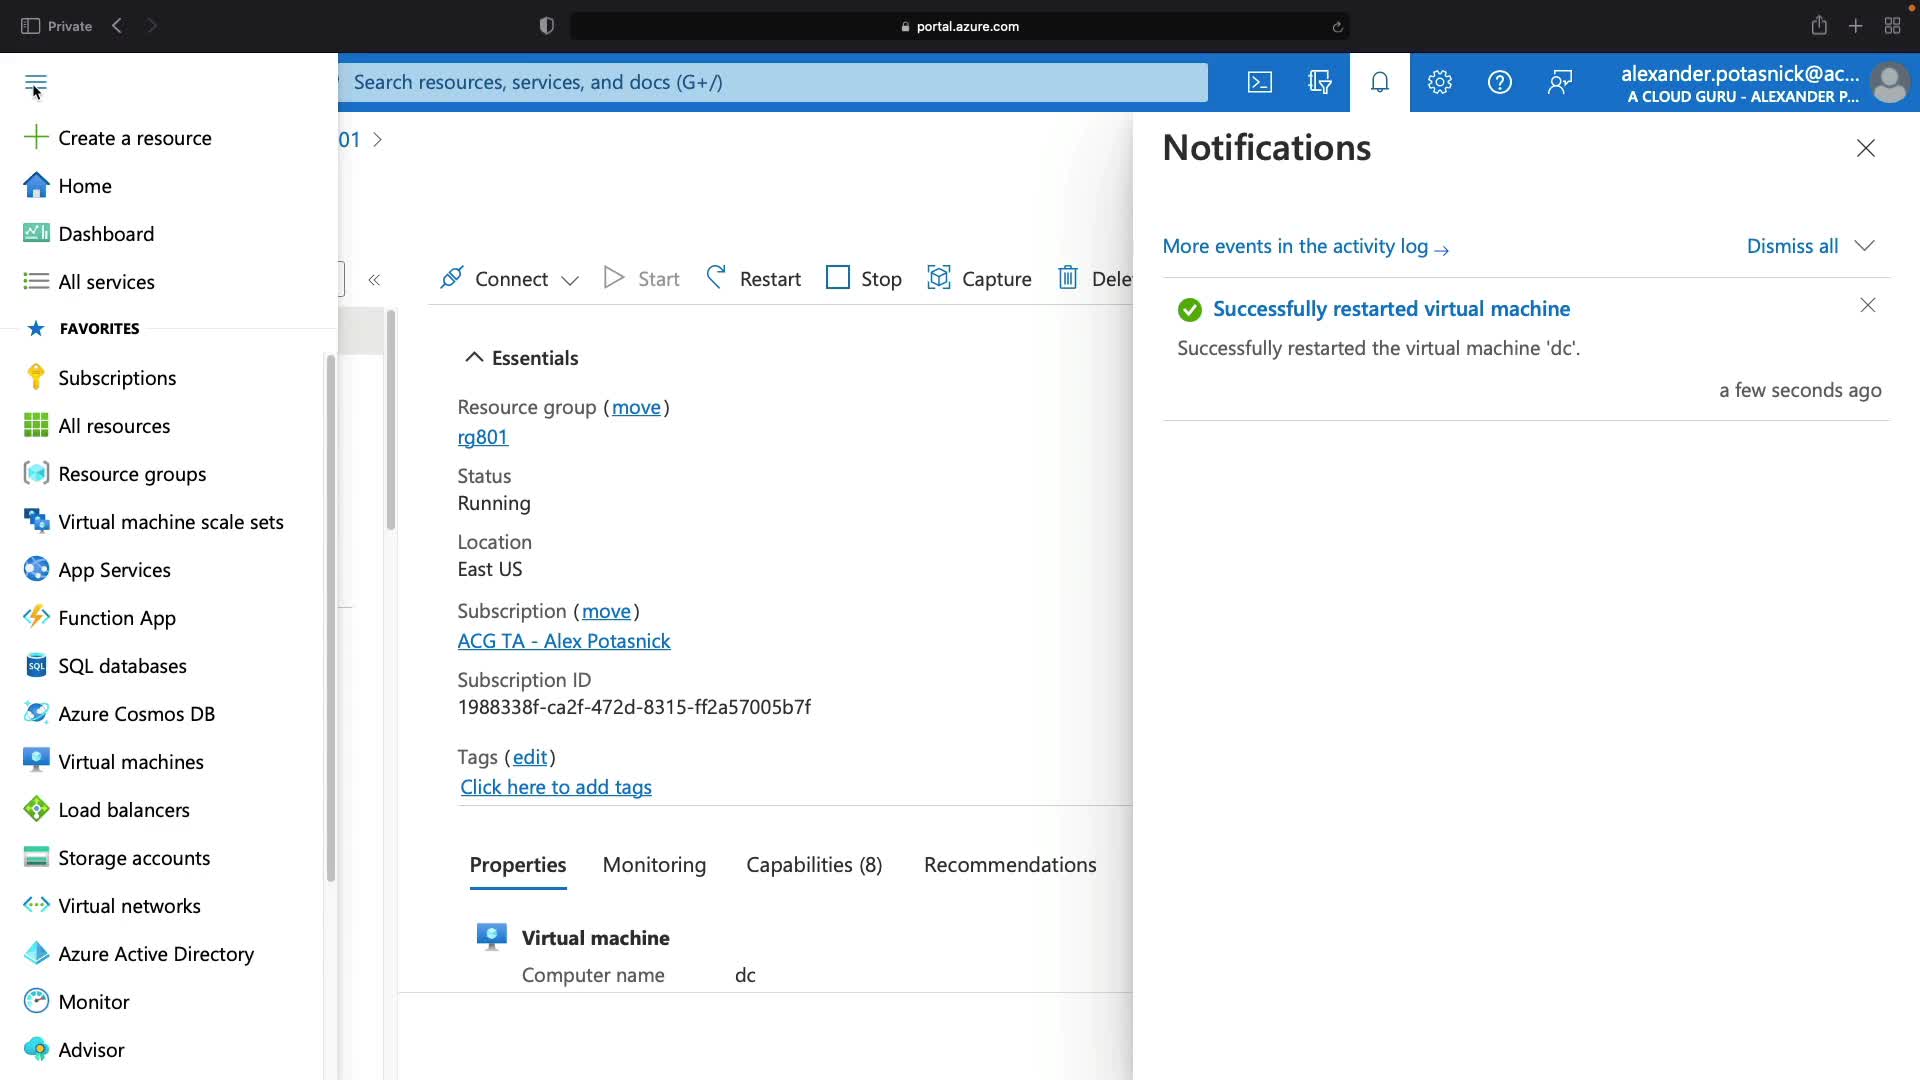 Private
portal.azure.com
Search resources, services, and docs (G+/)
alexander.potasnick@ac...
A CLOUD GURU - ALEXANDER P...
Create a resource
Home
Dashboard
All services
FAVORITES
Subscriptions
All resources
Resource groups
Virtual machine scale sets
App Services
Function App
SQL databases
Azure Cosmos DB
Virtual machines
Load balancers
Storage accounts
Virtual networks
Azure Active Directory
Monitor
Advisor
01
Connect Start Restart Stop Capture Dele
Essentials
Resource group (move)
rg801
Status
Running
Location
East US
Subscription (move)
ACG TA - Alex Potasnick
Subscription ID
1988338f-ca2f-472d-8315-ff2a57005b7f
Tags (edit)
Click here to add tags
Properties Monitoring Capabilities (8) Recommendations
Virtual machine
Computer name dc
Notifications
More events in the activity log → Dismiss all
Successfully restarted virtual machine
Successfully restarted the virtual machine 'dc'.
a few seconds ago